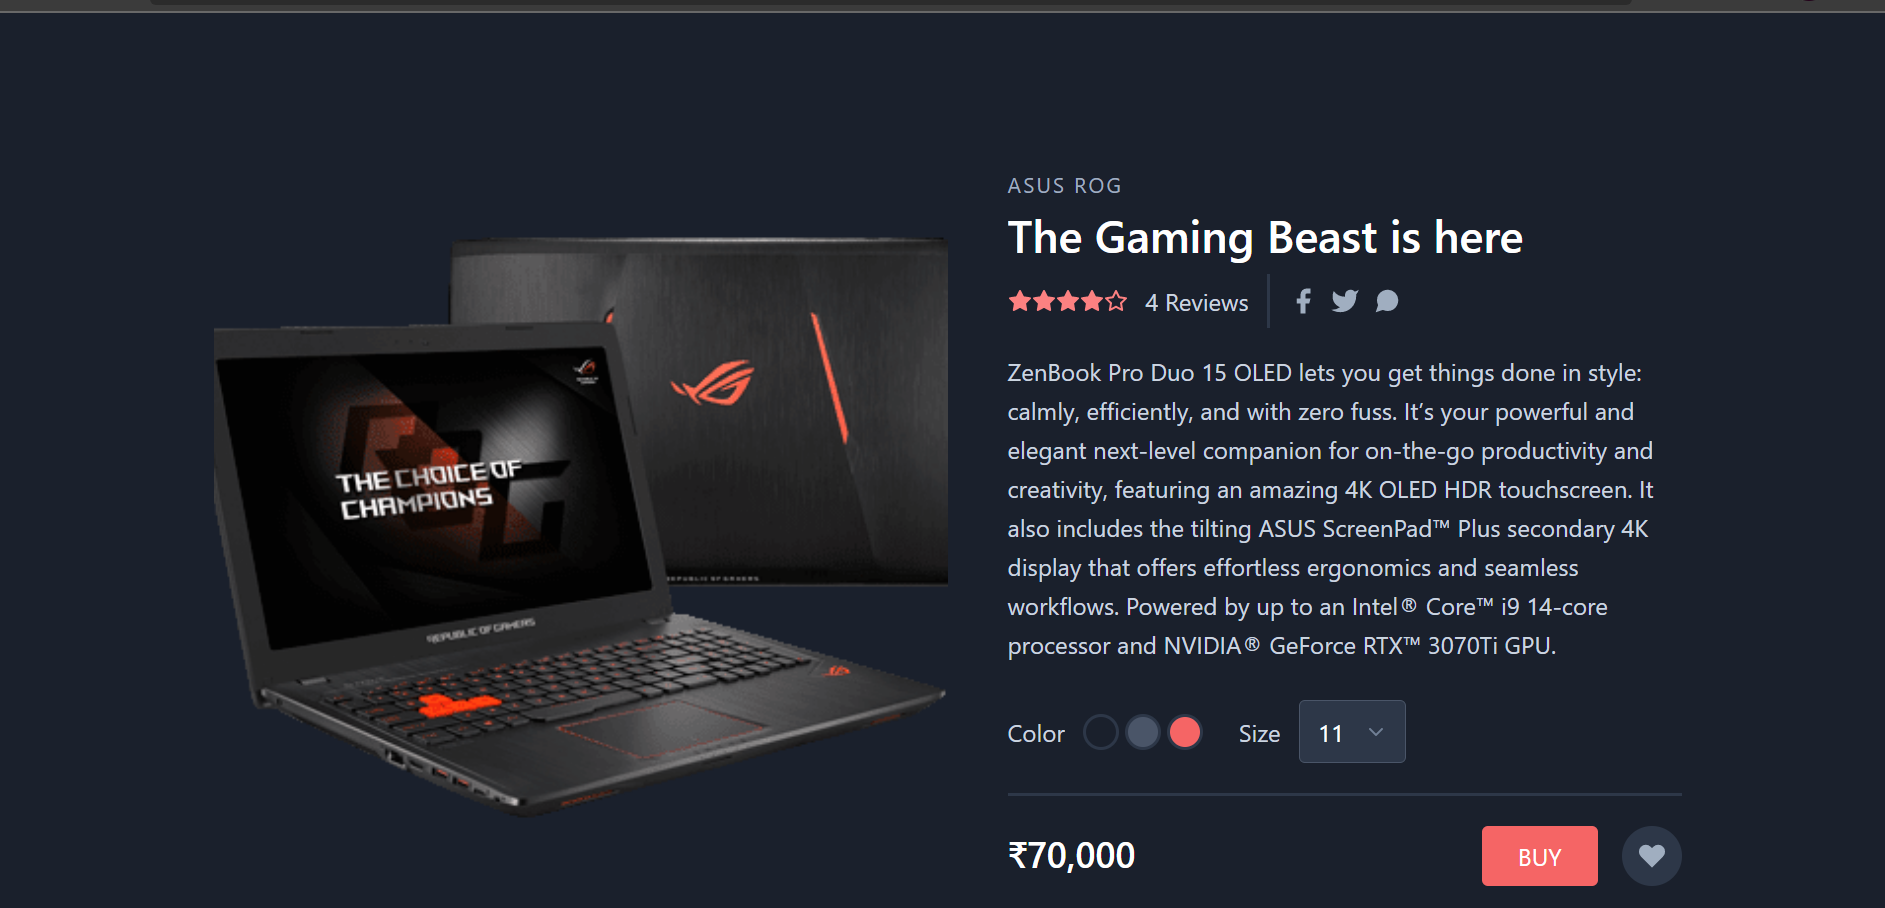 ASUS ROG
The Gaming Beast is here
4 Reviews
ZenBook Pro Duo 15 OLED lets you get things done in style:
calmly, efficiently, and with zero fuss. It’s your powerful and
elegant next-level companion for on-the-go productivity and
creativity, featuring an amazing 4K OLED HDR touchscreen. It
also includes the tilting ASUS ScreenPad™ Plus secondary 4K
display that offers effortless ergonomics and seamless
workflows. Powered by up to an Intel® Core™ i9 14-core
processor and NVIDIA® GeForce RTX™ 3070Ti GPU.
Color
Size
11
₹70,000
BUY
THE CHOICE OF
CHAMPIONS
REPUBLIC OF GAMERS
REPUBLIC OF GAMERS